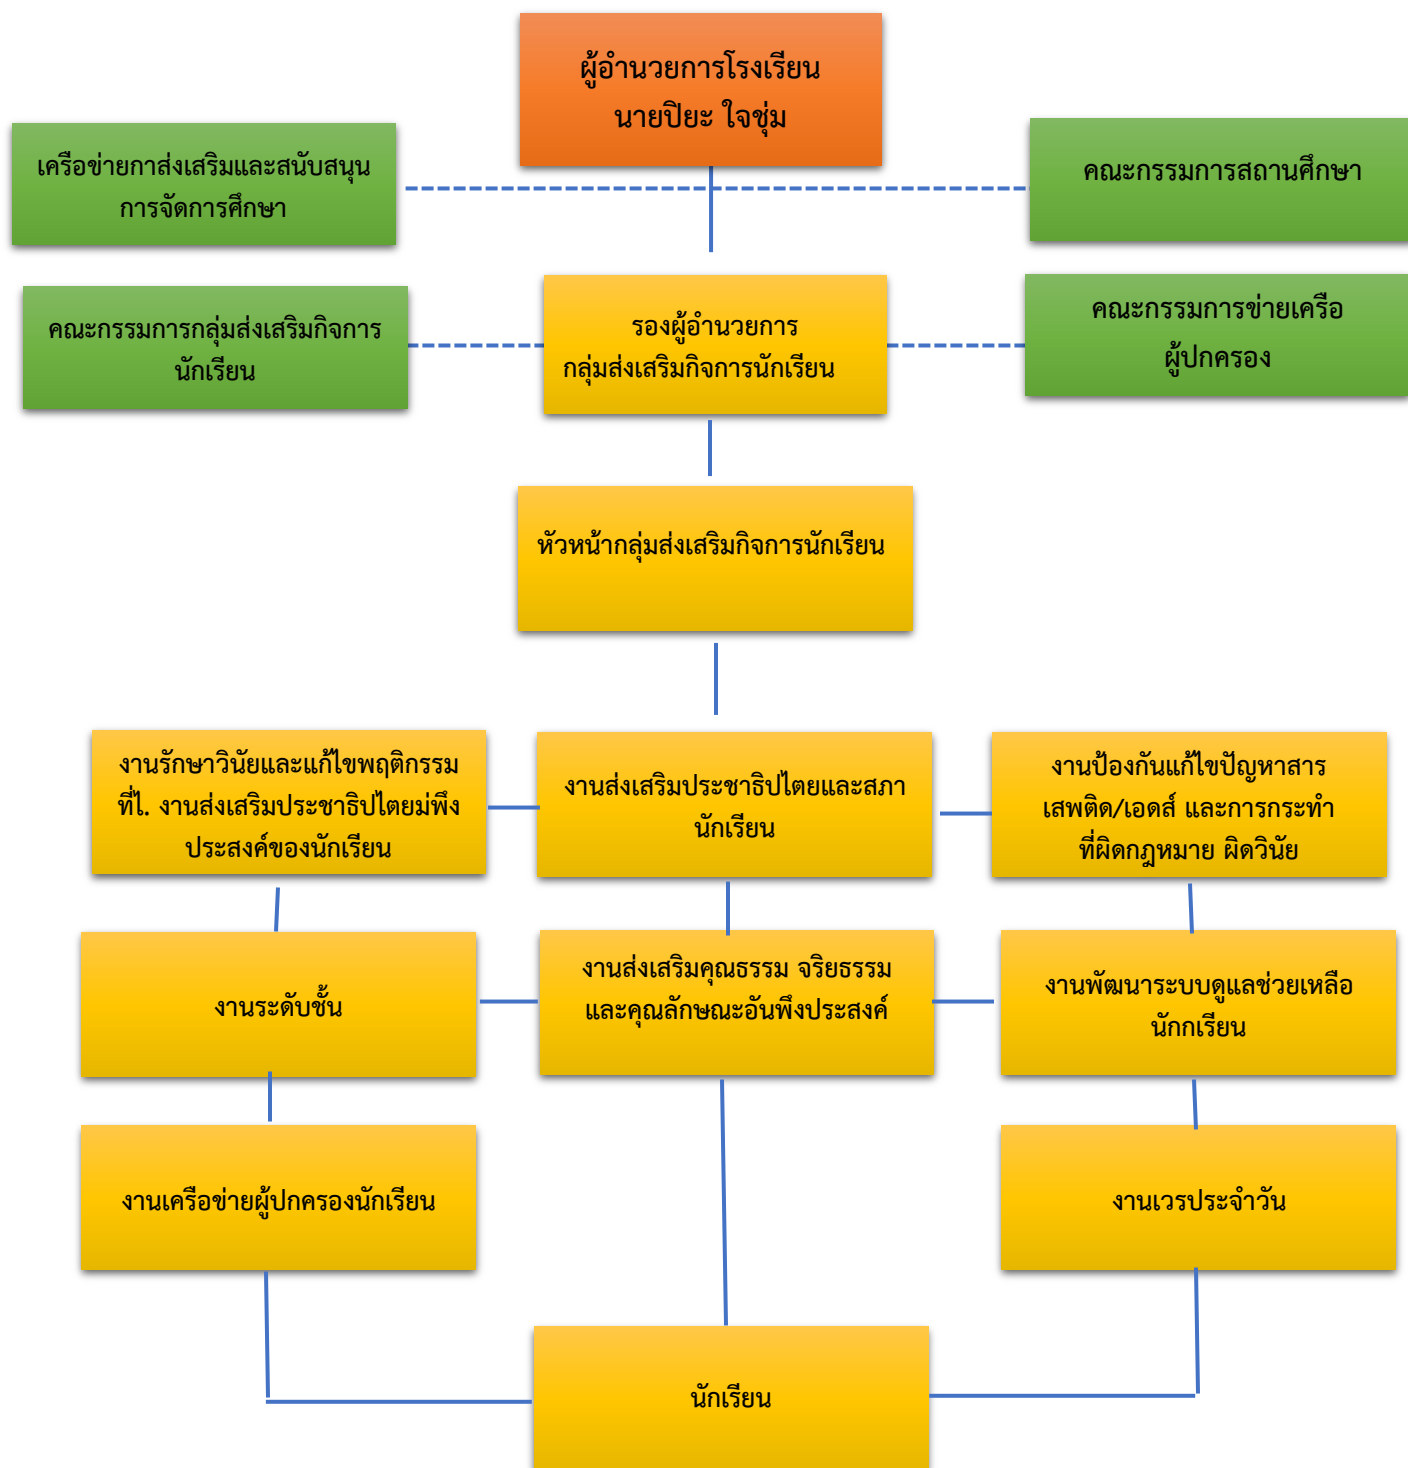 ผู้อำนวยการโรงเรียน
นายปิยะ ใจชุ่ม
เครือข่ายกาส่งเสริมและสนับสนุน
การจัดการศึกษา
คณะกรรมการสถานศึกษา
คณะกรรมการกลุ่มส่งเสริมกิจการ
นักเรียน
รองผู้อำนวยการ
กลุ่มส่งเสริมกิจการนักเรียน
คณะกรรมการข่ายเครือ
ผู้ปกครอง
หัวหน้ากลุ่มส่งเสริมกิจการนักเรียน
งานรักษาวินัยและแก้ไขพฤติกรรม
ที่ไ. งานส่งเสริมประชาธิปไตยม่พึง
ประสงค์ของนักเรียน
งานส่งเสริมประชาธิปไตยและสภา
นักเรียน
งานป้องกันแก้ไขปัญหาสาร
เสพติด/เอดส์ และการกระทำ
ที่ผิดกฎหมาย ผิดวินัย
งานระดับชั้น
งานส่งเสริมคุณธรรม จริยธรรม
และคุณลักษณะอันพึงประสงค์
งานพัฒนาระบบดูแลช่วยเหลือ
นักกเรียน
งานเครือข่ายผู้ปกครองนักเรียน
งานเวรประจำวัน
นักเรียน